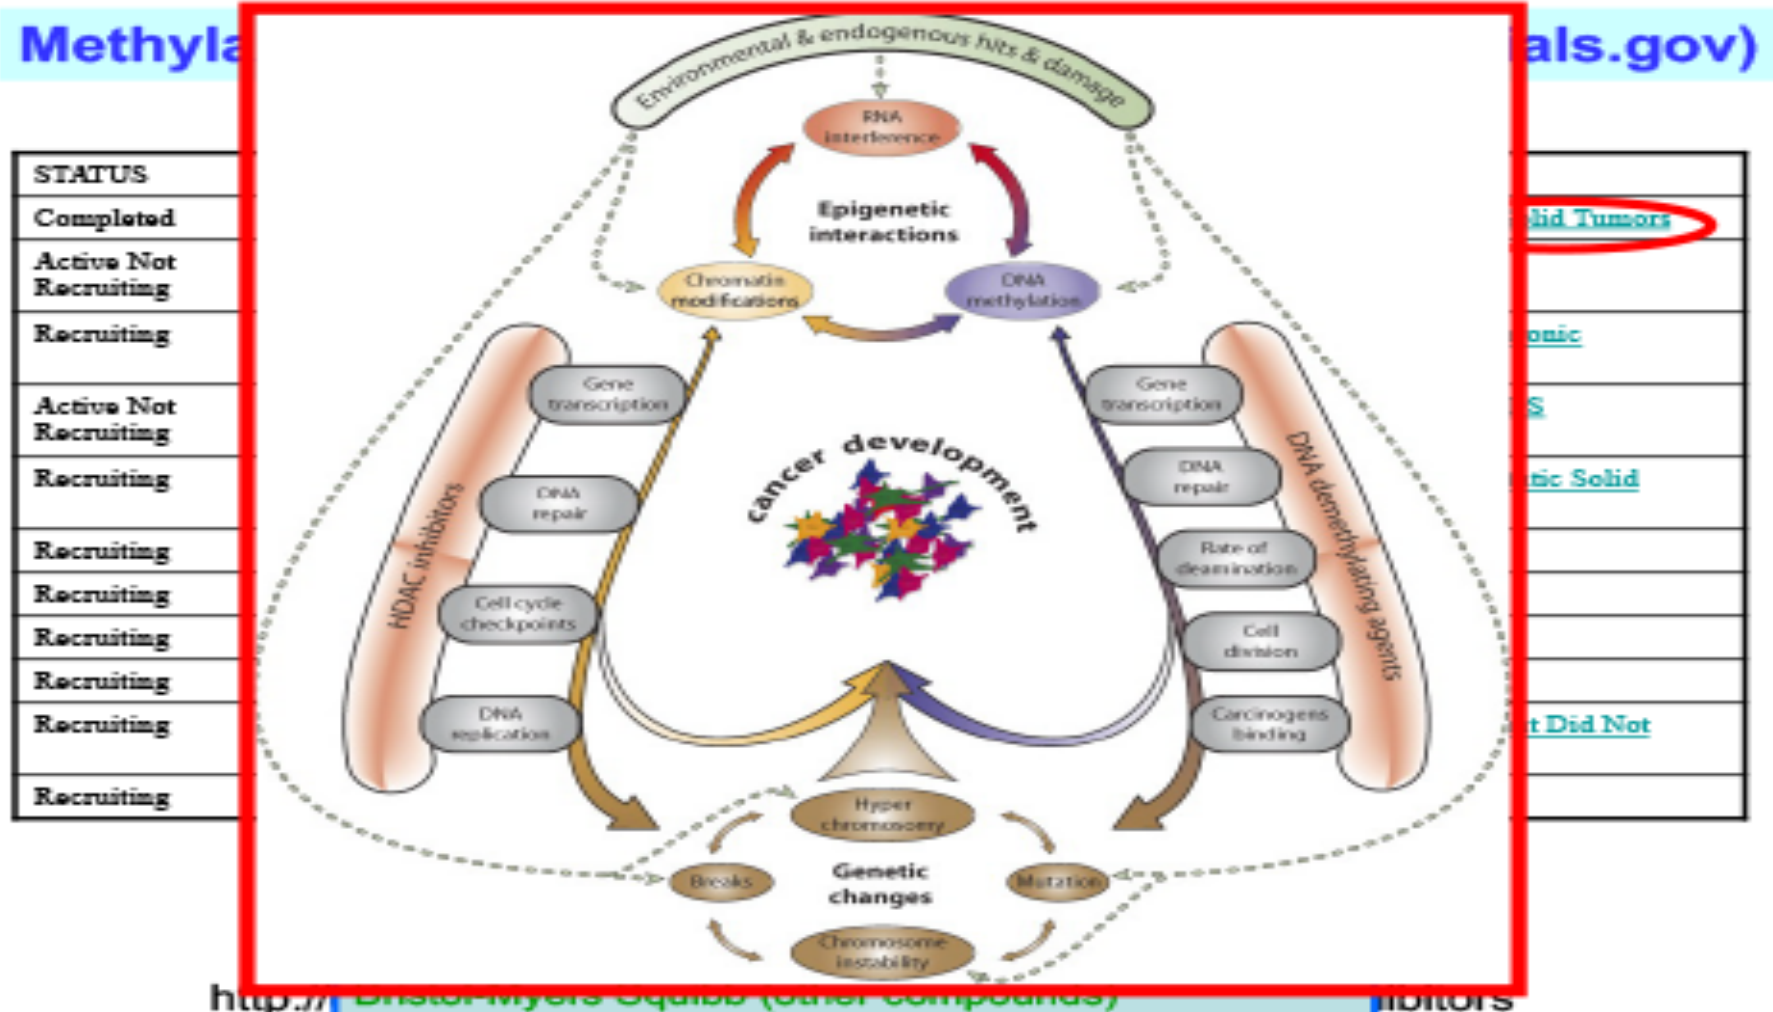 Methyla
als.gov)
STATUS
Completed
Active Not
Recruiting
Recruiting
Active Not
Recruiting
Recruiting
Recruiting
Recruiting
Recruiting
Recruiting
Recruiting
Recruiting
lid Tumors
onic
S
tic Solid
t Did Not
Environmental & endogenous hits & damage
RNA
interference
Epigenetic
interactions
Chromatin
modifications
DNA
methylation
HDAC inhibitors
Gene
transcription
DNA
repair
Cell cycle
checkpoints
DNA
replication
cancer development
Gene
transcription
DNA
repair
Rate of
deamination
Cell
division
Carcinogens
binding
DNA demethylating agents
Hyper
chromosomy
Breaks
Genetic
changes
Mutation
Chromosome
instability
http://
Bristol-Myers Squibb (other compounds)
ibitors